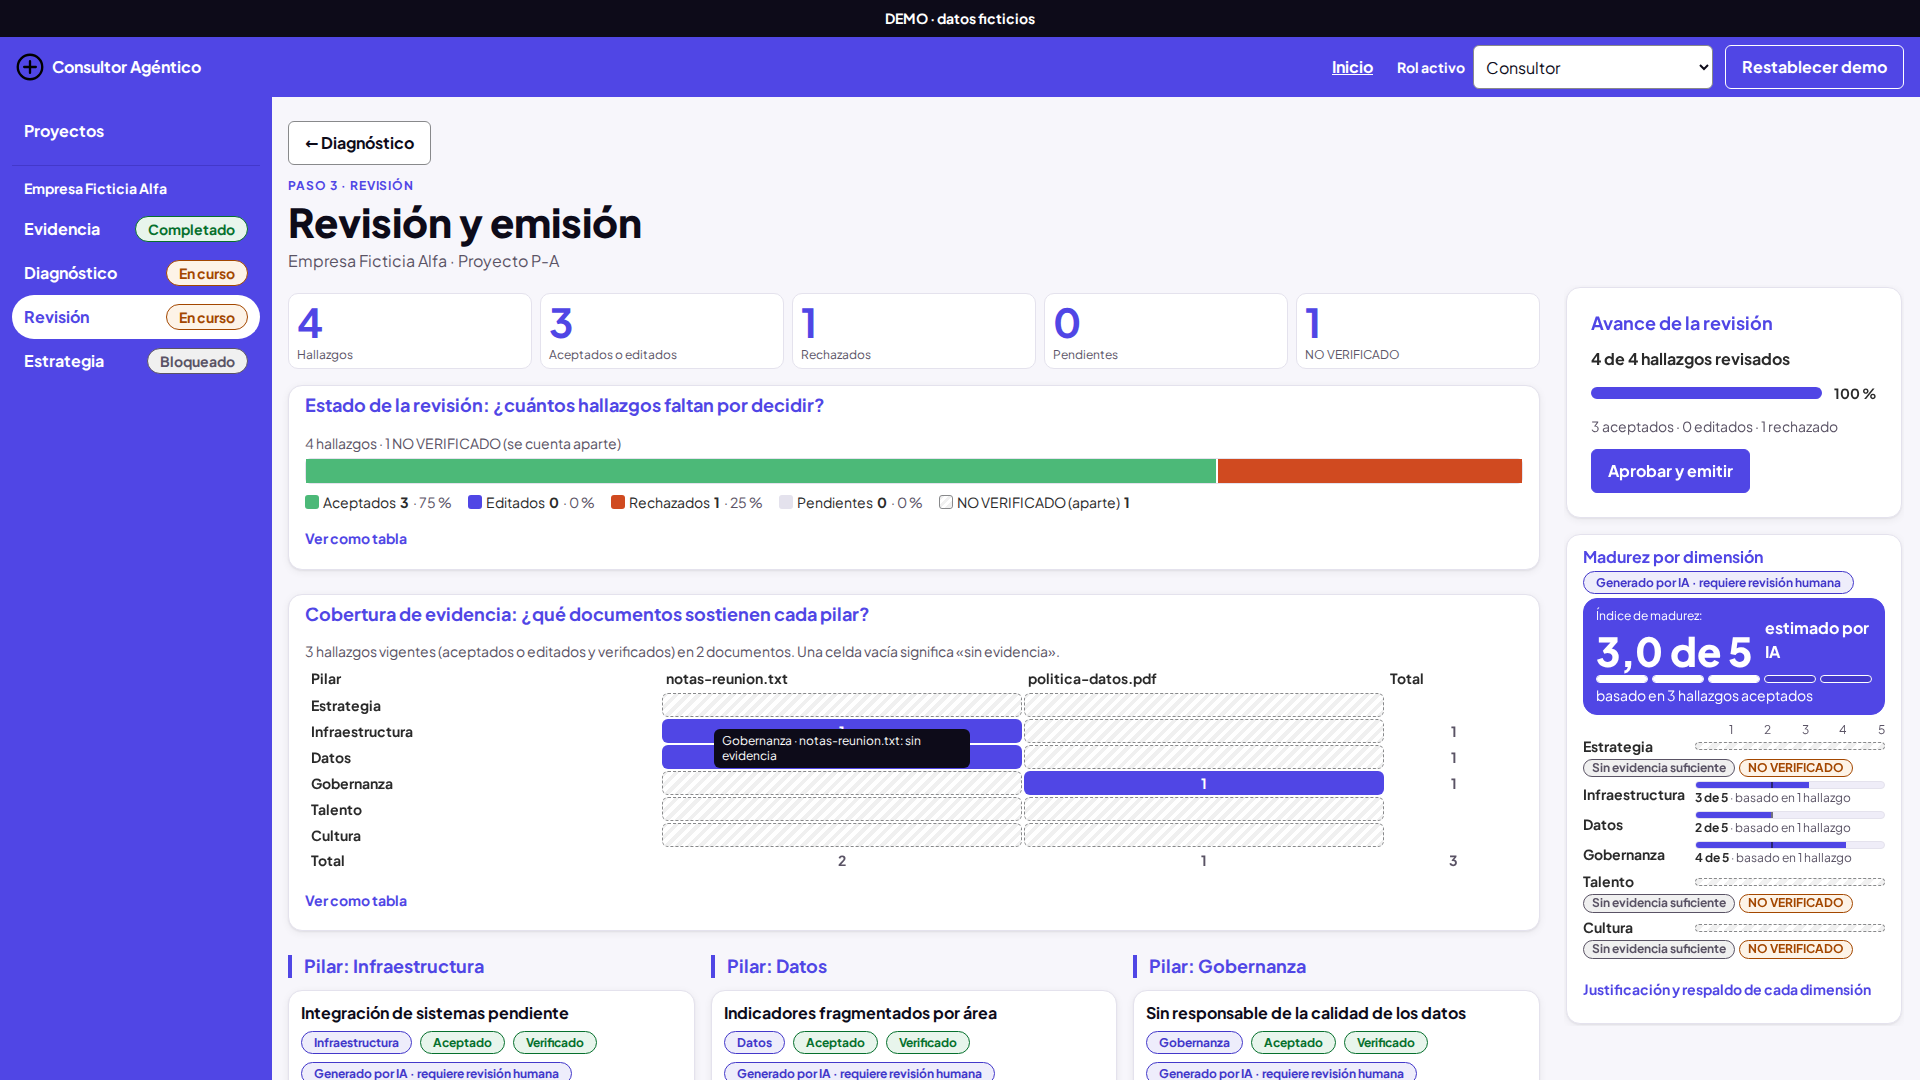 DEMO · datos ficticios
Consultor Agéntico
Inicio
Rol activo
Consultor
Restablecer demo
Proyectos
Empresa Ficticia Alfa
Evidencia
Completado
Diagnóstico
En curso
Revisión
En curso
Estrategia
Bloqueado
← Diagnóstico
PASO 3 · REVISIÓN
Revisión y emisión
Empresa Ficticia Alfa · Proyecto P-A
4
Hallazgos
3
Aceptados o editados
1
Rechazados
0
Pendientes
1
NO VERIFICADO
Estado de la revisión: ¿cuántos hallazgos faltan por decidir?
4 hallazgos · 1 NO VERIFICADO (se cuenta aparte)
Aceptados 3 · 75 %
Editados 0 · 0 %
Rechazados 1 · 25 %
Pendientes 0 · 0 %
NO VERIFICADO (aparte) 1
Ver como tabla
Cobertura de evidencia: ¿qué documentos sostienen cada pilar?
3 hallazgos vigentes (aceptados o editados y verificados) en 2 documentos. Una celda vacía significa «sin evidencia».
Pilar notas-reunion.txt politica-datos.pdf Total
Estrategia
Infraestructura 1
Datos 1
Gobernanza 1 1
Talento
Cultura
Total 2 1 3
Gobernanza · notas-reunion.txt: sin
evidencia
Ver como tabla
Pilar: Infraestructura
Integración de sistemas pendiente
Infraestructura
Aceptado
Verificado
Generado por IA · requiere revisión humana
Pilar: Datos
Indicadores fragmentados por área
Datos
Aceptado
Verificado
Generado por IA · requiere revisión humana
Pilar: Gobernanza
Sin responsable de la calidad de los datos
Gobernanza
Aceptado
Verificado
Generado por IA · requiere revisión humana
Avance de la revisión
4 de 4 hallazgos revisados
100 %
3 aceptados · 0 editados · 1 rechazado
Aprobar y emitir
Madurez por dimensión
Generado por IA · requiere revisión humana
Índice de madurez:
3,0 de 5
estimado por
IA
basado en 3 hallazgos aceptados
1 2 3 4 5
Estrategia
Sin evidencia suficiente
NO VERIFICADO
Infraestructura
3 de 5 · basado en 1 hallazgo
Datos
2 de 5 · basado en 1 hallazgo
Gobernanza
4 de 5 · basado en 1 hallazgo
Talento
Sin evidencia suficiente
NO VERIFICADO
Cultura
Sin evidencia suficiente
NO VERIFICADO
Justificación y respaldo de cada dimensión